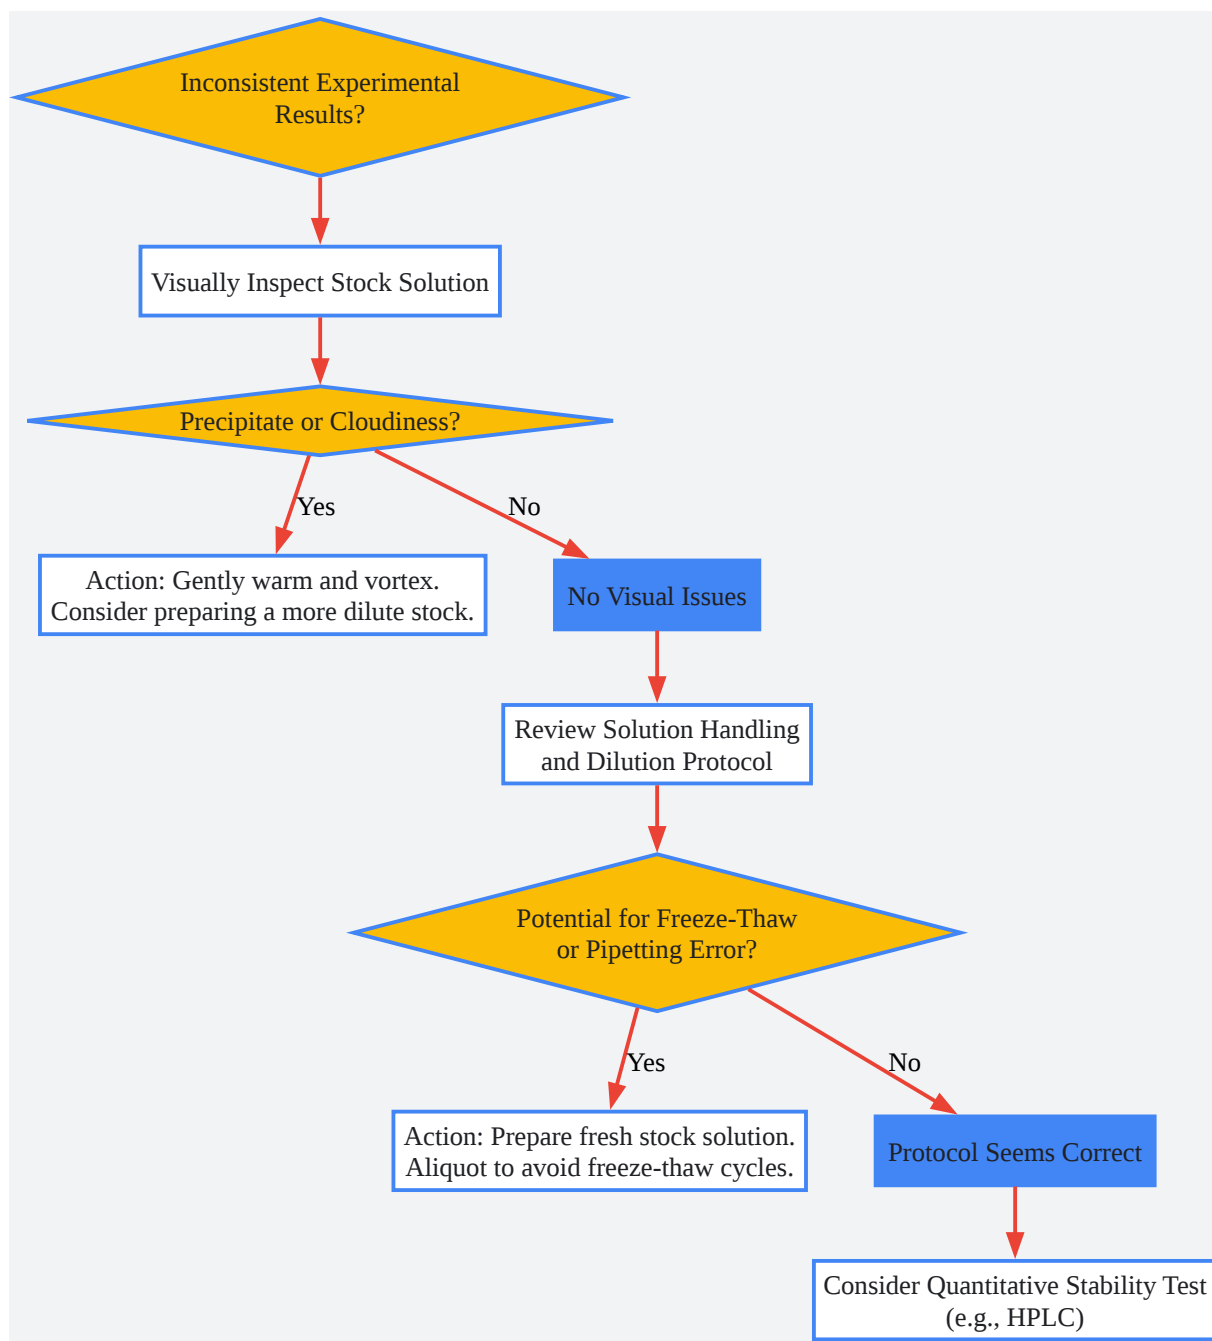 Inconsistent Experimental
Results?
Visually Inspect Stock Solution
Precipitate or Cloudiness?
Yes
No
Action: Gently warm and vortex.
Consider preparing a more dilute stock.
No Visual Issues
Review Solution Handling
and Dilution Protocol
Potential for Freeze-Thaw
or Pipetting Error?
Yes
No
Action: Prepare fresh stock solution.
Aliquot to avoid freeze-thaw cycles.
Protocol Seems Correct
Consider Quantitative Stability Test
(e.g., HPLC)